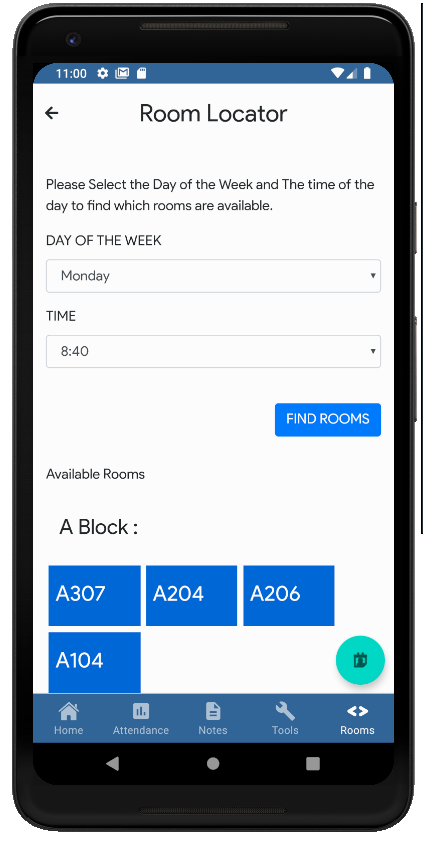 11:00
Room Locator
Please Select the Day of the Week and The time of the
day to find which rooms are available.
DAY OF THE WEEK
Monday
TIME
8:40
FIND ROOMS
Available Rooms
A Block :
A307 A204 A206
A104
Home Attendance Notes Tools Rooms